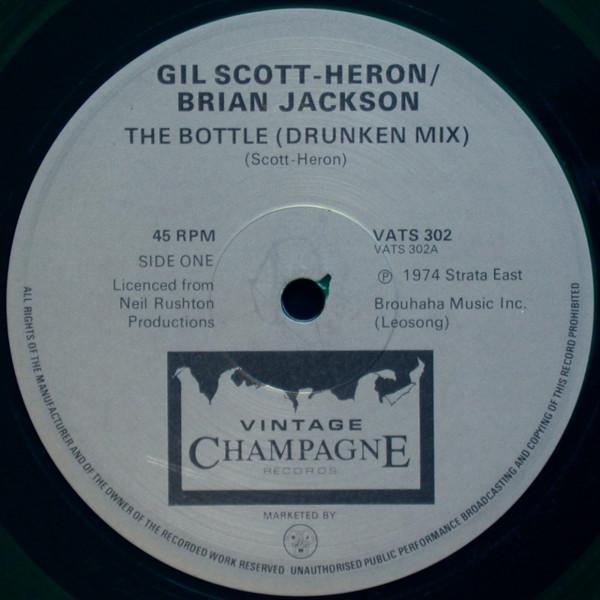 GIL SCOTT-HERON/
BRIAN JACKSON
THE BOTTLE (DRUNKEN MIX)
(Scott-Heron)
45 RPM
SIDE ONE
Licenced from
Neil Rushton
Productions
VATS 302
VATS 302A
Ⓟ 1974 Strata East
Brouhaha Music Inc.
(Leosong)
VINTAGE
CHAMPAGNE
RECORDS
MARKETED BY
ALL RIGHTS OF THE MANUFACTURER AND OF THE OWNER OF THE RECORDED WORK RESERVED · UNAUTHORISED PUBLIC PERFORMANCE BROADCASTING AND COPYING OF THIS RECORD PROHIBITED